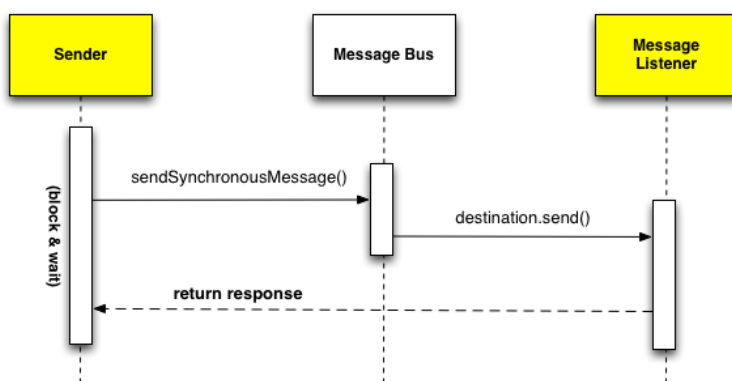 Sender
Message Bus
Message
Listener
sendSynchronousMessage()
(block & wait)
destination.send()
return response